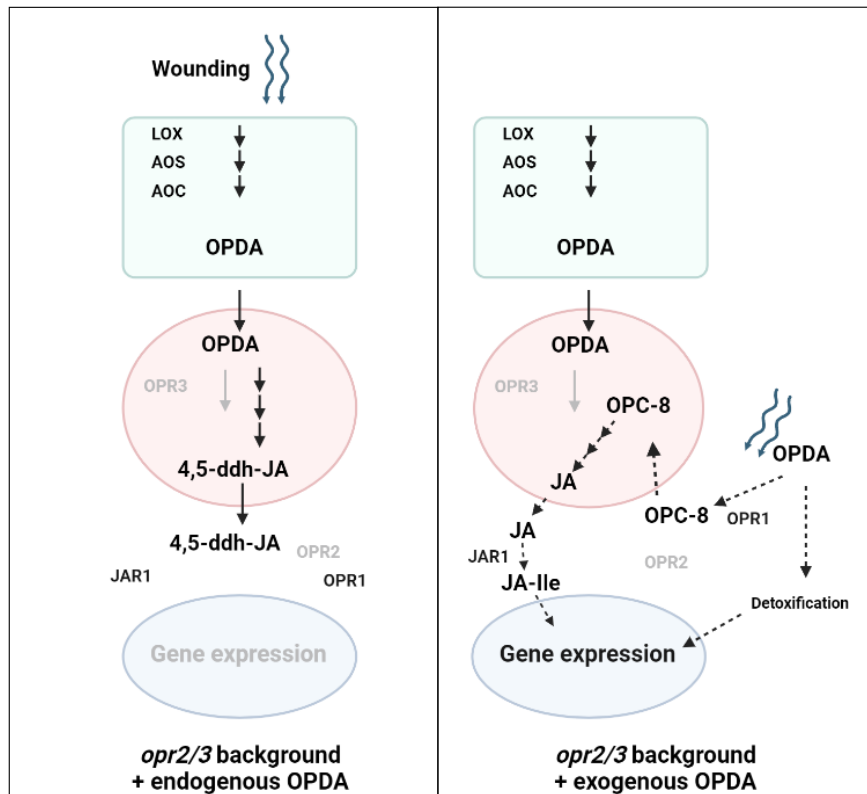 Wounding
LOX
AOS
AOC
OPDA
OPDA
OPR3
4,5-ddh-JA
4,5-ddh-JA
OPR2
JAR1
OPR1
Gene expression
opr2/3 background
+ endogenous OPDA
LOX
AOS
AOC
OPDA
OPDA
OPR3
OPC-8
OPDA
JA
OPC-8
OPR1
JA
JAR1
OPR2
JA-Ile
Detoxification
Gene expression
opr2/3 background
+ exogenous OPDA